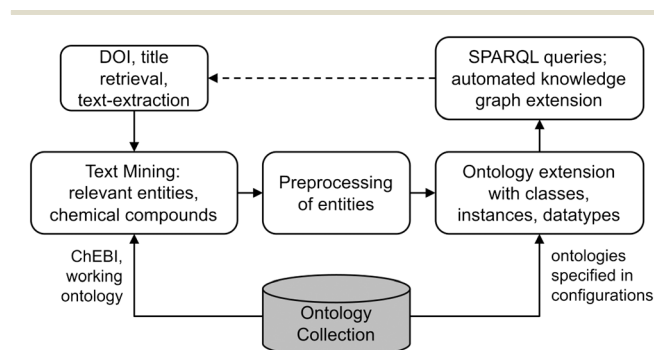 DOI, title
retrieval,
text-extraction
SPARQL queries;
automated knowledge
graph extension
Text Mining:
relevant entities,
chemical compounds
Preprocessing
of entities
Ontology extension
with classes,
instances, datatypes
ChEBI,
working
ontology
Ontology
Collection
ontologies
specified in
configurations